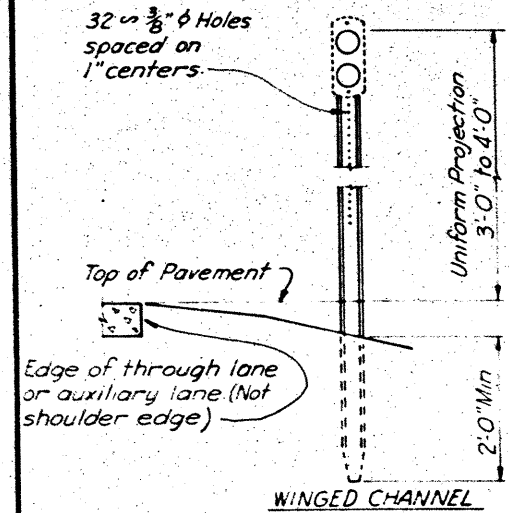 32 ~ 3/8" φ Holes
spaced on
1" centers.
Uniform Projection
3'-0" to 4'-0"
Top of Pavement
Edge of through lane
or auxiliary lane. (Not
shoulder edge)
2'-0" Min
WINGED CHANNEL